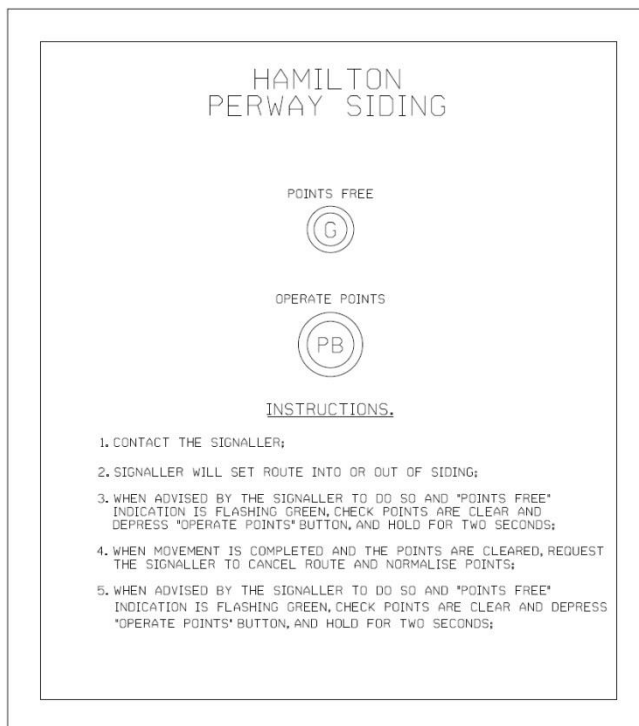 HAMILTON
PERWAY SIDING
POINTS FREE
G
OPERATE POINTS
PB
INSTRUCTIONS.
1. CONTACT THE SIGNALLER;
2. SIGNALLER WILL SET ROUTE INTO OR OUT OF SIDING;
3. WHEN ADVISED BY THE SIGNALLER TO DO SO AND "POINTS FREE"
INDICATION IS FLASHING GREEN, CHECK POINTS ARE CLEAR AND
DEPRESS "OPERATE POINTS" BUTTON, AND HOLD FOR TWO SECONDS;
4. WHEN MOVEMENT IS COMPLETED AND THE POINTS ARE CLEARED, REQUEST
THE SIGNALLER TO CANCEL ROUTE AND NORMALISE POINTS;
5. WHEN ADVISED BY THE SIGNALLER TO DO SO AND "POINTS FREE"
INDICATION IS FLASHING GREEN, CHECK POINTS ARE CLEAR AND DEPRESS
"OPERATE POINTS" BUTTON, AND HOLD FOR TWO SECONDS;